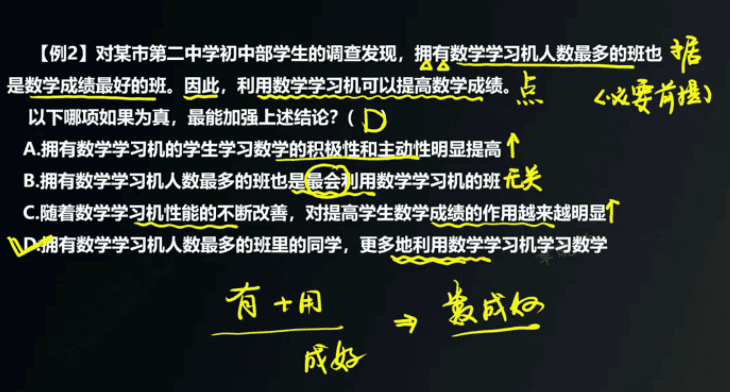 【例2】对某市第二中学初中部学生的调查发现，拥有数学学习机人数最多的班也 据
是数学成绩最好的班。因此，利用数学学习机可以提高数学成绩。 点 (必要前提)
以下哪项如果为真，最能加强上述结论？( D )
A.拥有数学学习机的学生学习数学的积极性和主动性明显提高 ↑
B.拥有数学学习机人数最多的班也是最会利用数学学习机的班 无关
C.随着数学学习机性能的不断改善，对提高学生数学成绩的作用越来越明显 ↑
D.拥有数学学习机人数最多的班里的同学，更多地利用数学学习机学习数学
有+用 ⇒ 数成好
成好